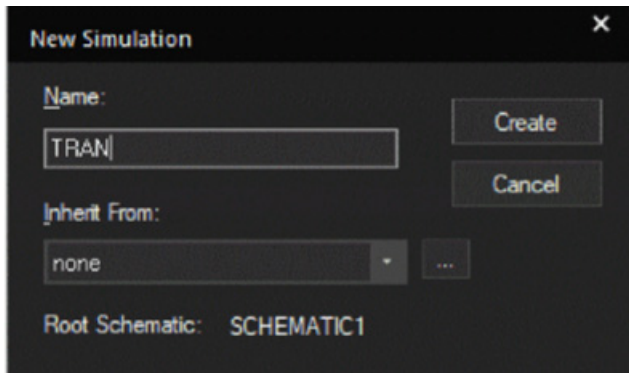 New Simulation
Name:
TRAN
Create
Cancel
Inherit From:
none
...
Root Schematic: SCHEMATIC1